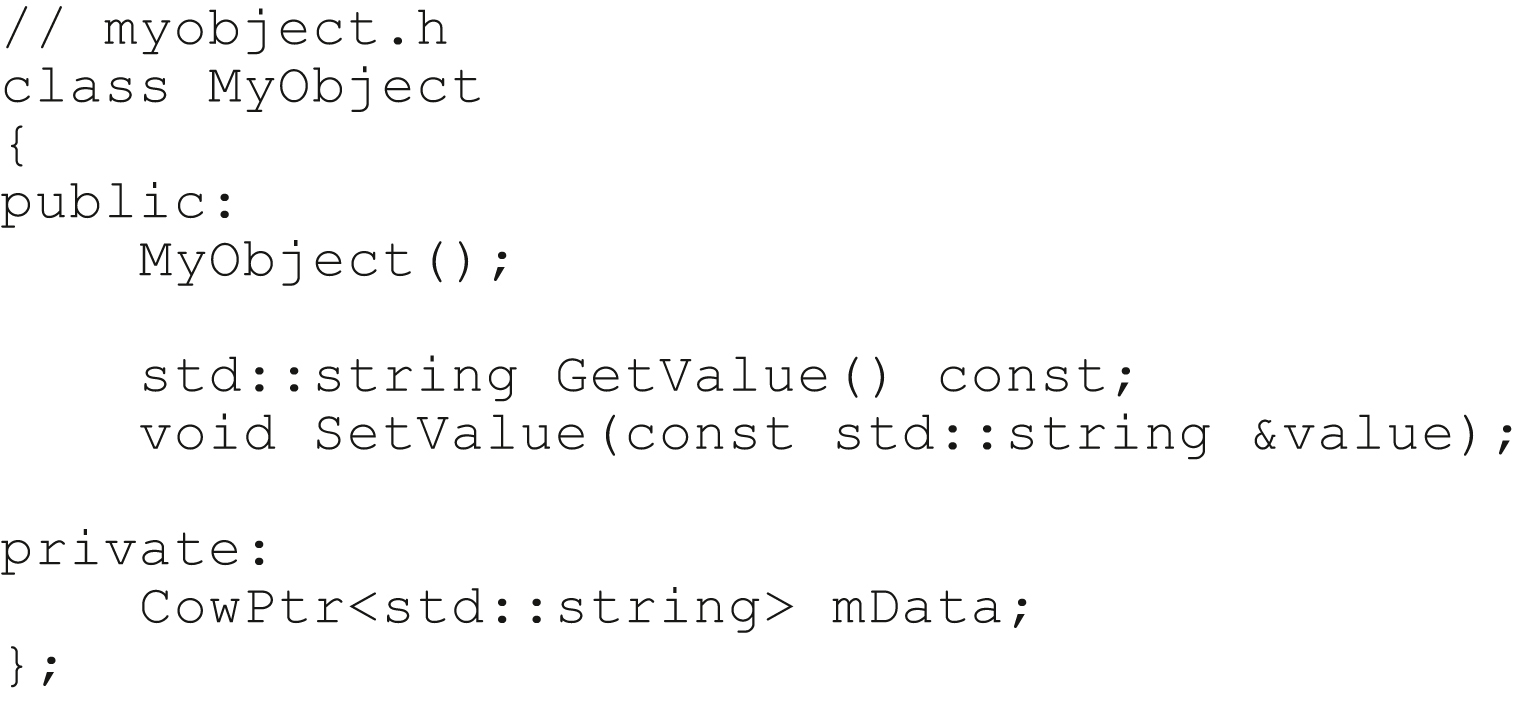 // myobject.h
class MyObject
{
public:
    MyObject();

    std::string GetValue() const;
    void SetValue(const std::string &value);

private:
    CowPtr<std::string> mData;
};